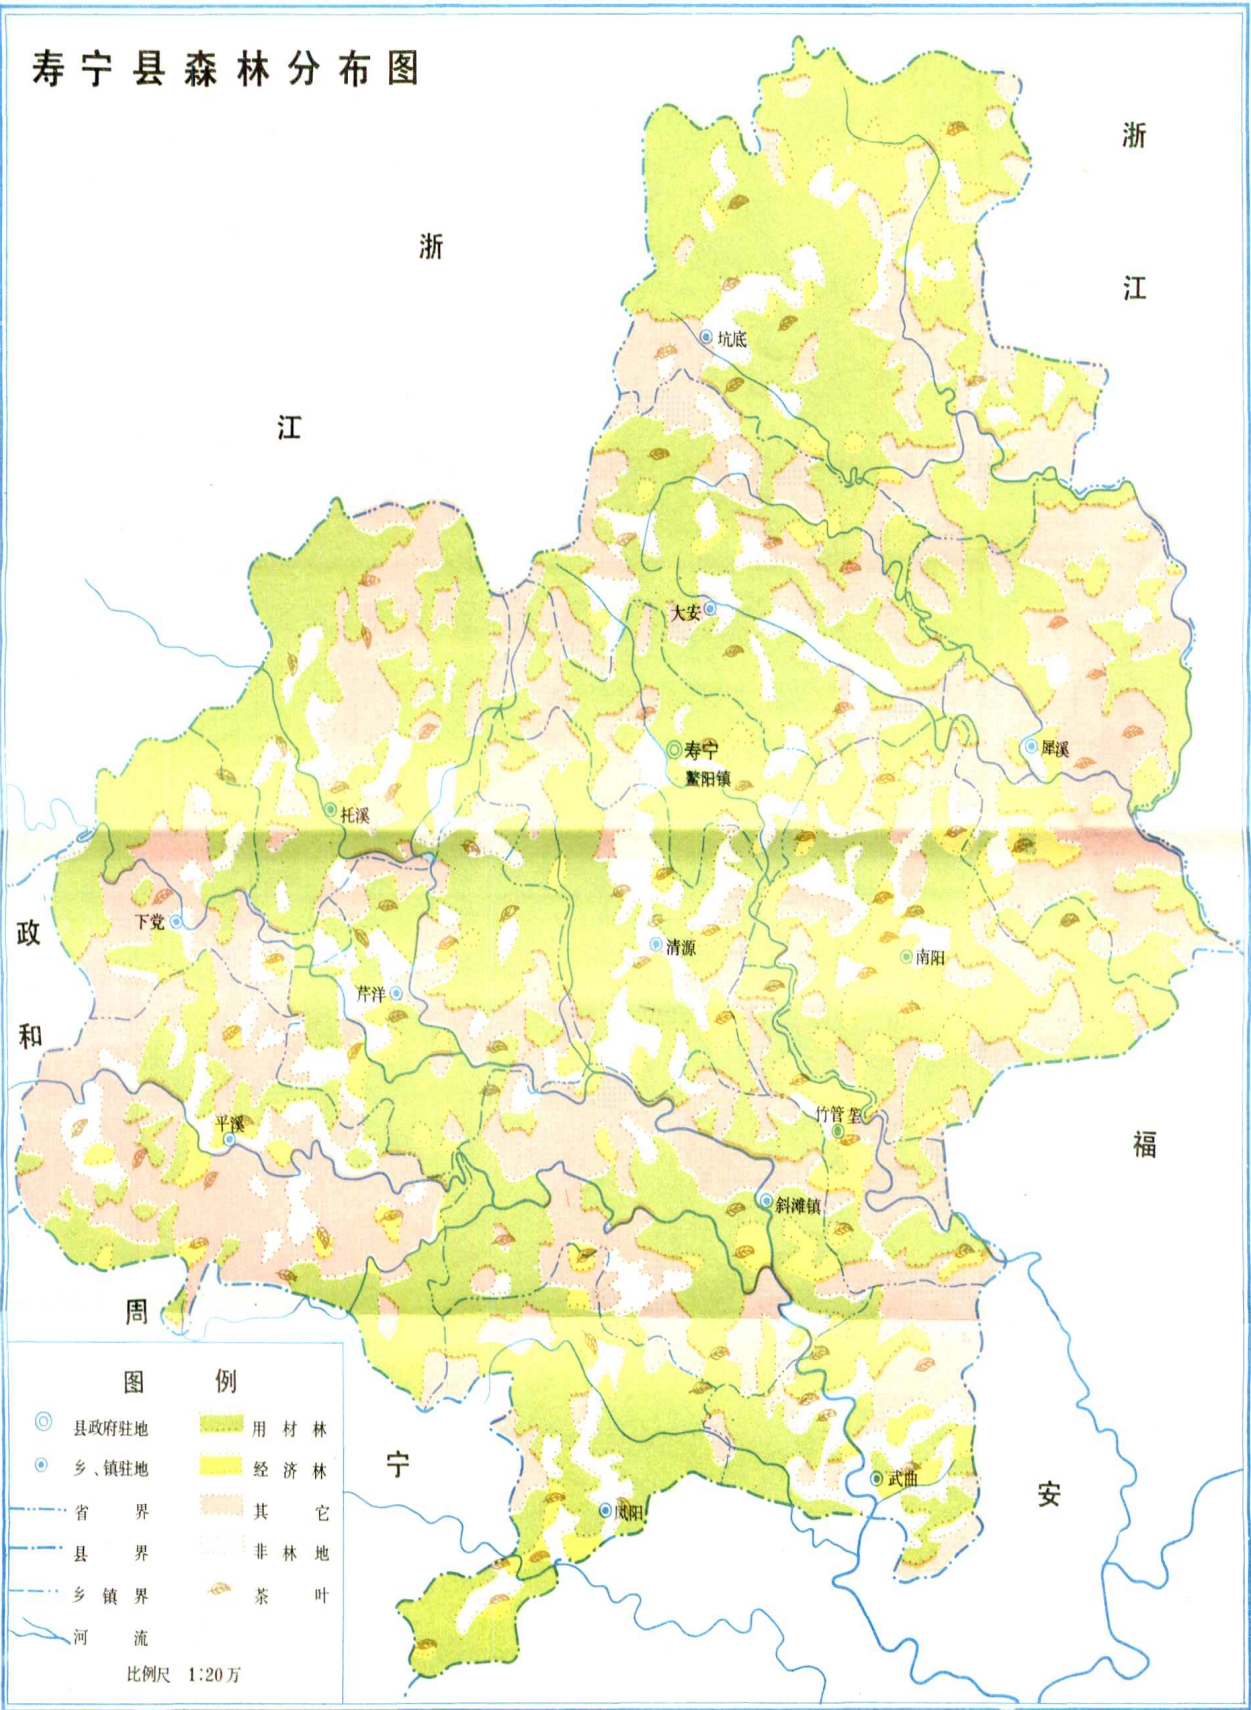 寿宁县森林分布图
浙
江
浙
江
坑底
大安
寿宁
鳌阳镇
犀溪
托溪
下党
清源
南阳
芹洋
政
和
平溪
竹管垄
斜滩镇
福
安
周
宁
武曲
凤阳
图 例
县政府驻地
乡、镇驻地
省 界
县 界
乡 镇 界
河 流
用 材 林
经 济 林
其 它
非 林 地
茶 叶
比例尺 1:20万